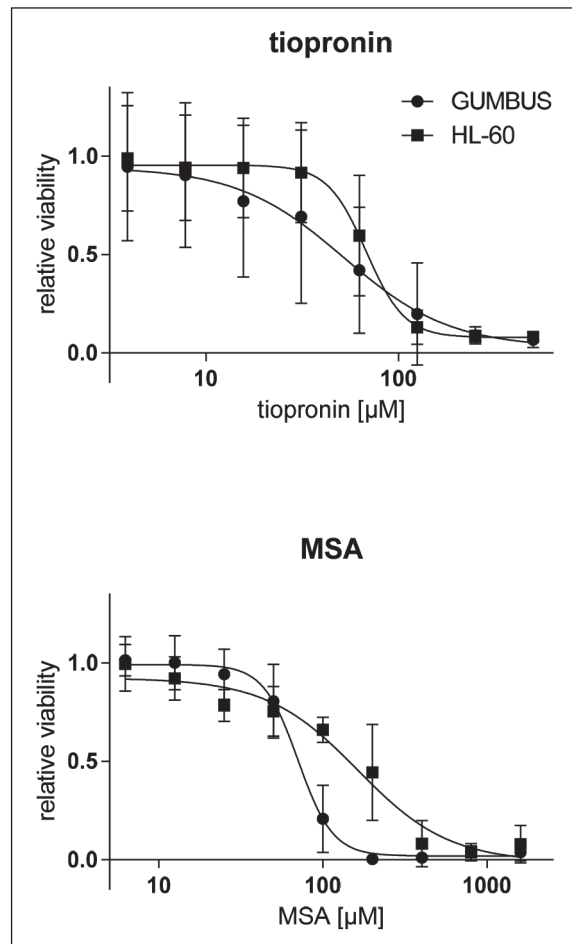 tiopronin
GUMBUS
HL-60
relative viability
1.0
0.5
0.0
10
100
tiopronin [µM]
MSA
relative viability
1.0
0.5
0.0
10
100
1000
MSA [µM]